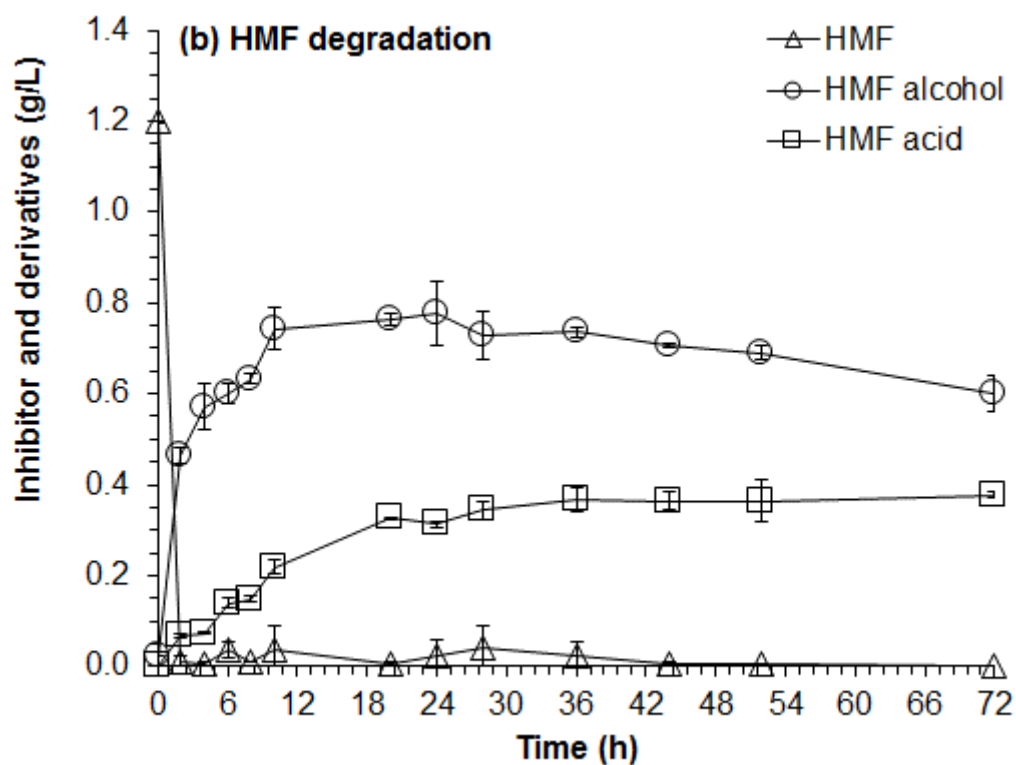 (b) HMF degradation
HMF
HMF alcohol
HMF acid
Inhibitor and derivatives (g/L)
1.4
1.2
1.0
0.8
0.6
0.4
0.2
0.0
0 6 12 18 24 30 36 42 48 54 60 66 72
Time (h)